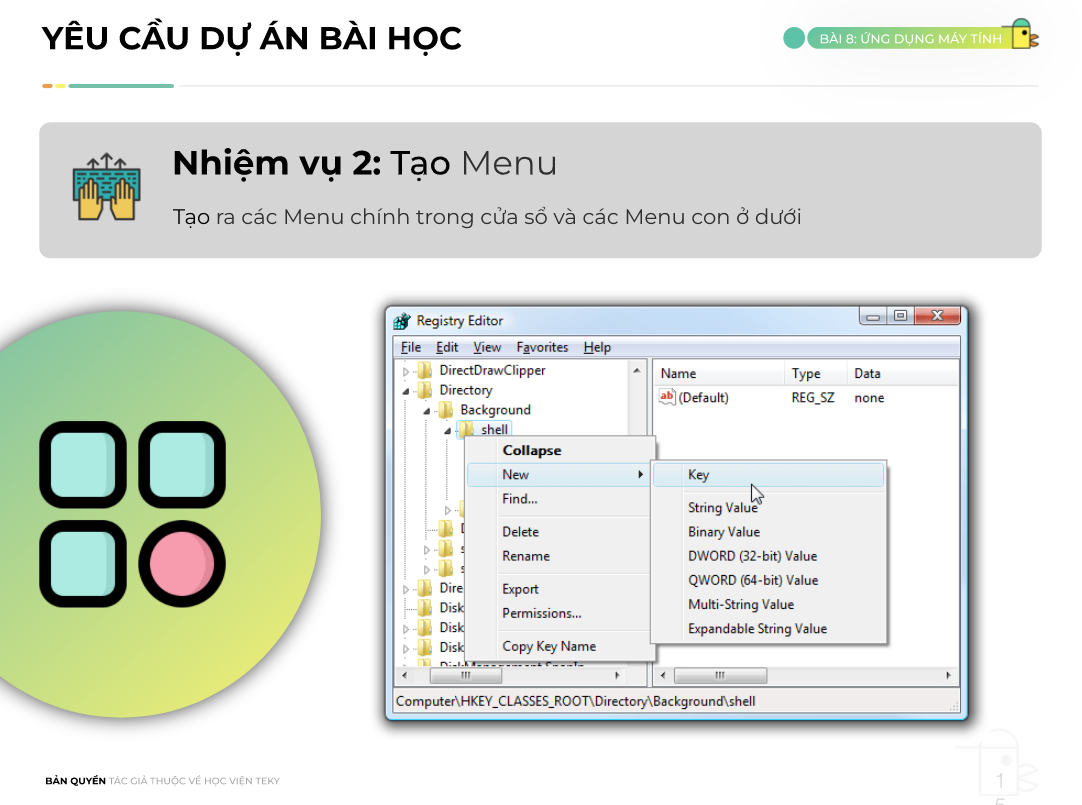 YÊU CẦU DỰ ÁN BÀI HỌC
BÀI 8: ỨNG DỤNG MÁY TÍNH
Nhiệm vụ 2: Tạo Menu
Tạo ra các Menu chính trong cửa sổ và các Menu con ở dưới
Registry Editor
File Edit View Favorites Help
DirectDrawClipper
Directory
Background
shell
Name Type Data
ab (Default) REG_SZ none
Collapse
New
Find...
Delete
Rename
Export
Permissions...
Copy Key Name
Key
String Value
Binary Value
DWORD (32-bit) Value
QWORD (64-bit) Value
Multi-String Value
Expandable String Value
Dire
Disk
Disk
Disk
Computer\HKEY_CLASSES_ROOT\Directory\Background\shell
BẢN QUYỀN TÁC GIẢ THUỘC VỀ HỌC VIỆN TEKY
1